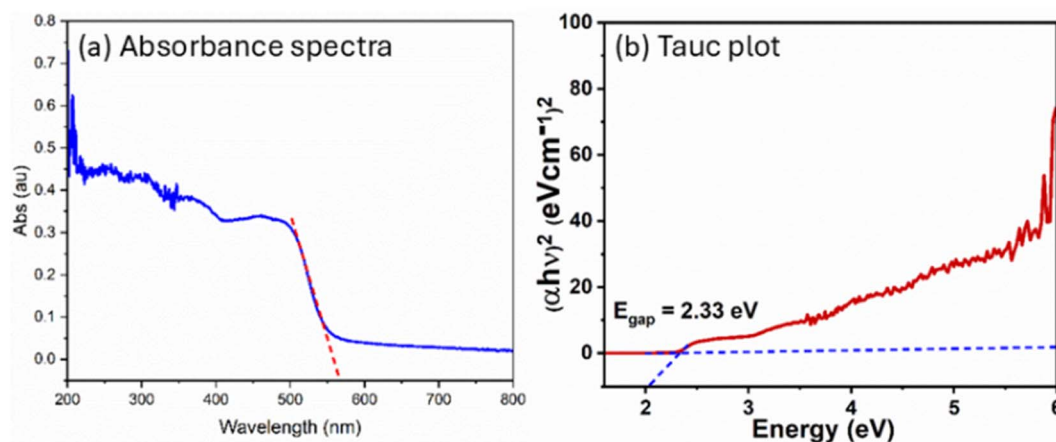 (a) Absorbance spectra
Abs (au)
0.8
0.7
0.6
0.5
0.4
0.3
0.2
0.1
0.0
200 300 400 500 600 700 800
Wavelength (nm)
(b) Tauc plot
(αhν)² (eVcm⁻¹)²
100
80
60
40
20
0
E_gap = 2.33 eV
2 3 4 5 6
Energy (eV)